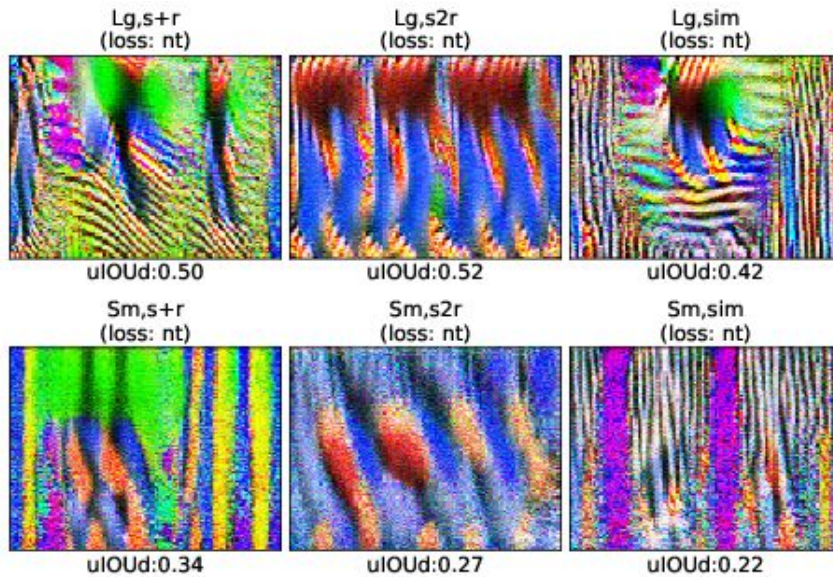 Lg,s+r Lg,s2r Lg,sim
(loss: nt) (loss: nt) (loss: nt)
uIOUd:0.50 uIOUd:0.52 uIOUd:0.42
Sm,s+r Sm,s2r Sm,sim
(loss: nt) (loss: nt) (loss: nt)
uIOUd:0.34 uIOUd:0.27 uIOUd:0.22